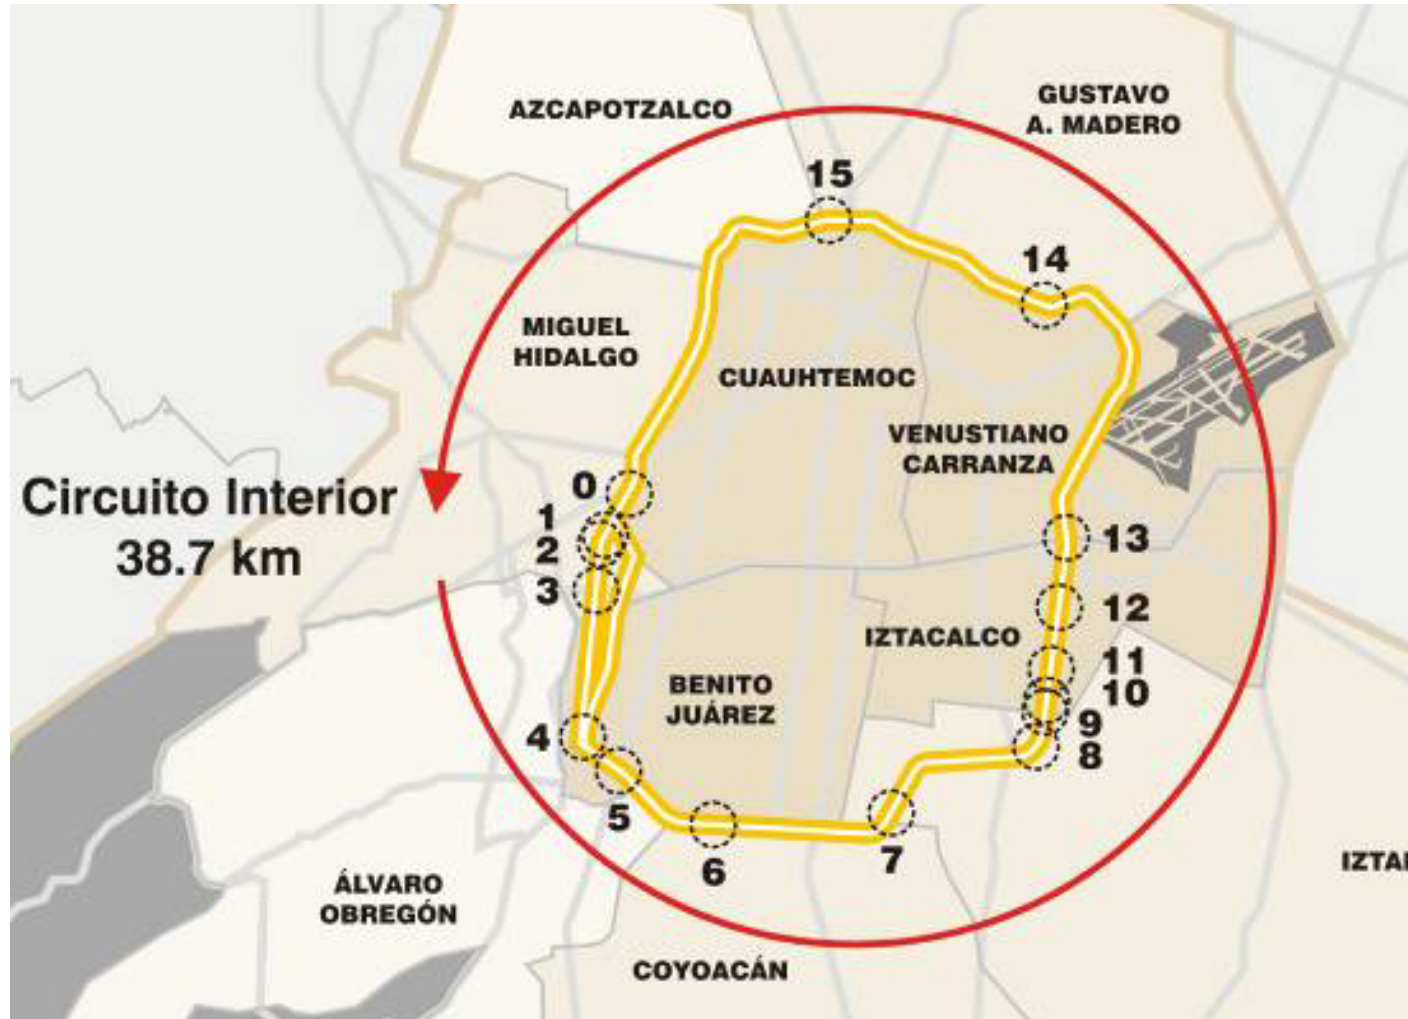 AZCAPOTZALCO
GUSTAVO
A. MADERO
15
14
MIGUEL
HIDALGO
CUAUHTEMOC
VENUSTIANO
CARRANZA
Circuito Interior
38.7 km
0
1
2
3
13
12
IZTACALCO
11
10
9
8
BENITO
JUÁREZ
4
5
6
7
IZTA
ÁLVARO
OBREGÓN
COYOACÁN